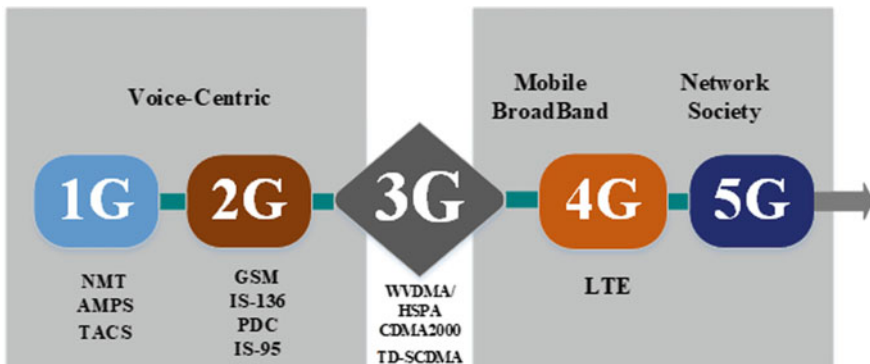 Voice-Centric
Mobile
BroadBand
Network
Society
1G
2G
3G
4G
5G
NMT
AMPS
TACS
GSM
IS-136
PDC
IS-95
WVDMA/
HSPA
CDMA2000
TD-SCDMA
LTE